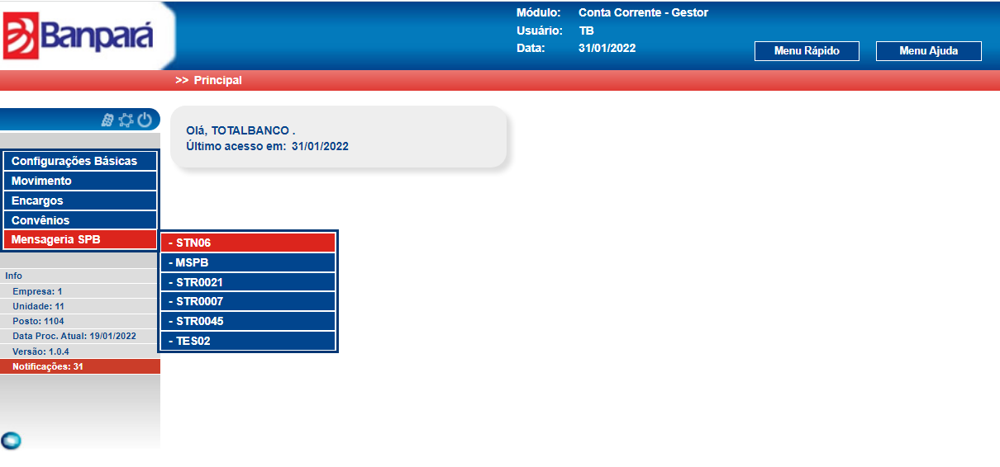 Banpará
Módulo: Conta Corrente - Gestor
Usuário: TB
Data: 31/01/2022
Menu Rápido
Menu Ajuda
>> Principal
Olá, TOTALBANCO .
Último acesso em: 31/01/2022
Configurações Básicas
Movimento
Encargos
Convênios
Mensageria SPB
- STN06
- MSPB
- STR0021
- STR0007
- STR0045
- TES02
Info
Empresa: 1
Unidade: 11
Posto: 1104
Data Proc. Atual: 19/01/2022
Versão: 1.0.4
Notificações: 31